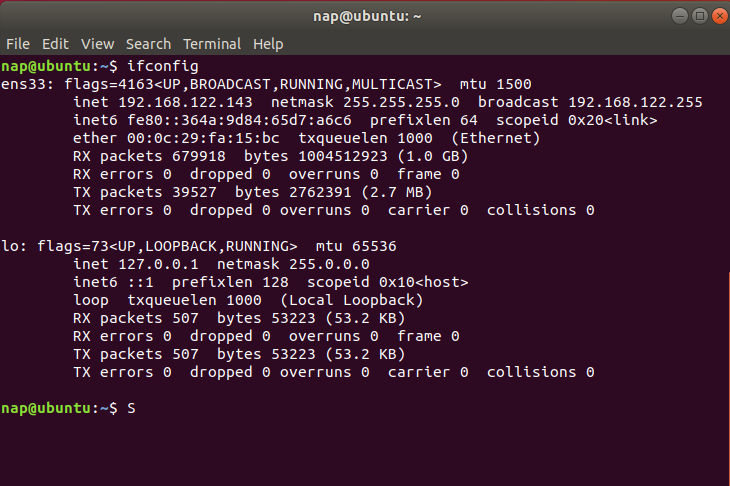 nap@ubuntu: ~
File Edit View Search Terminal Help
nap@ubuntu:~$ ifconfig
ens33: flags=4163<UP,BROADCAST,RUNNING,MULTICAST>  mtu 1500
        inet 192.168.122.143  netmask 255.255.255.0  broadcast 192.168.122.255
        inet6 fe80::364a:9d84:65d7:a6c6  prefixlen 64  scopeid 0x20<link>
        ether 00:0c:29:fa:15:bc  txqueuelen 1000  (Ethernet)
        RX packets 679918  bytes 1004512923 (1.0 GB)
        RX errors 0  dropped 0  overruns 0  frame 0
        TX packets 39527  bytes 2762391 (2.7 MB)
        TX errors 0  dropped 0 overruns 0  carrier 0  collisions 0
lo: flags=73<UP,LOOPBACK,RUNNING>  mtu 65536
        inet 127.0.0.1  netmask 255.0.0.0
        inet6 ::1  prefixlen 128  scopeid 0x10<host>
        loop  txqueuelen 1000  (Local Loopback)
        RX packets 507  bytes 53223 (53.2 KB)
        RX errors 0  dropped 0  overruns 0  frame 0
        TX packets 507  bytes 53223 (53.2 KB)
        TX errors 0  dropped 0 overruns 0  carrier 0  collisions 0
nap@ubuntu:~$ S